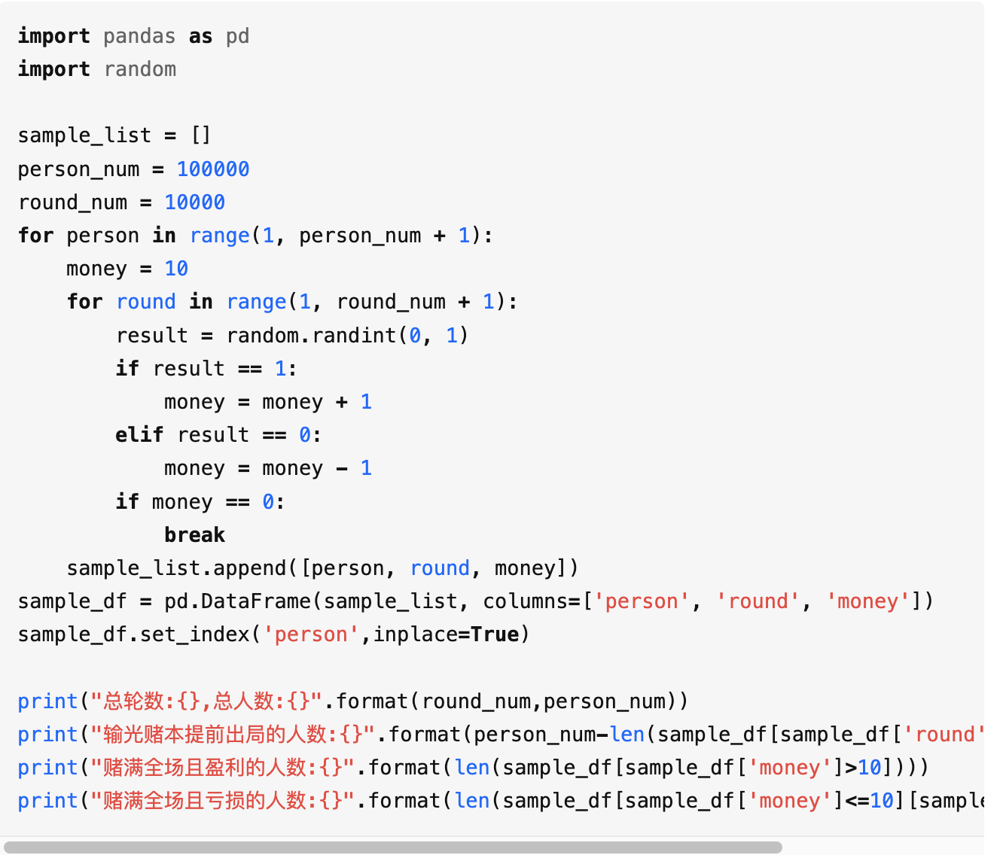 import pandas as pd
import random
sample_list = []
person_num = 100000
round_num = 10000
for person in range(1, person_num + 1):
    money = 10
    for round in range(1, round_num + 1):
        result = random.randint(0, 1)
        if result == 1:
            money = money + 1
        elif result == 0:
            money = money - 1
        if money == 0:
            break
    sample_list.append([person, round, money])
sample_df = pd.DataFrame(sample_list, columns=['person', 'round', 'money'])
sample_df.set_index('person',inplace=True)
print("总轮数:{},总人数:{}".format(round_num,person_num))
print("输光赌本提前出局的人数:{}".format(person_num-len(sample_df[sample_df['round'
print("赌满全场且盈利的人数:{}".format(len(sample_df[sample_df['money']>10])))
print("赌满全场且亏损的人数:{}".format(len(sample_df[sample_df['money']<=10][sample